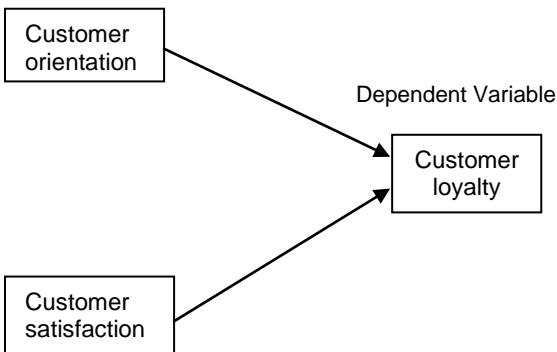 Customer
orientation
Dependent Variable
Customer
loyalty
Customer
satisfaction